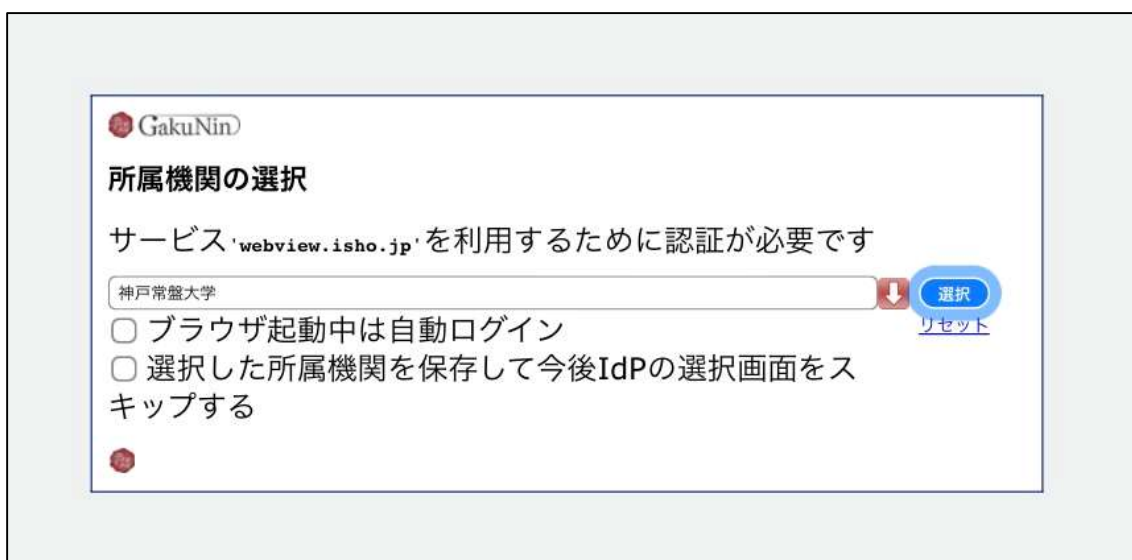 GakuNin
所属機関の選択
サービス'webview.isho.jp'を利用するために認証が必要です
神戸常盤大学
選択
リセット
ブラウザ起動中は自動ログイン
選択した所属機関を保存して今後IdPの選択画面をス
キップする